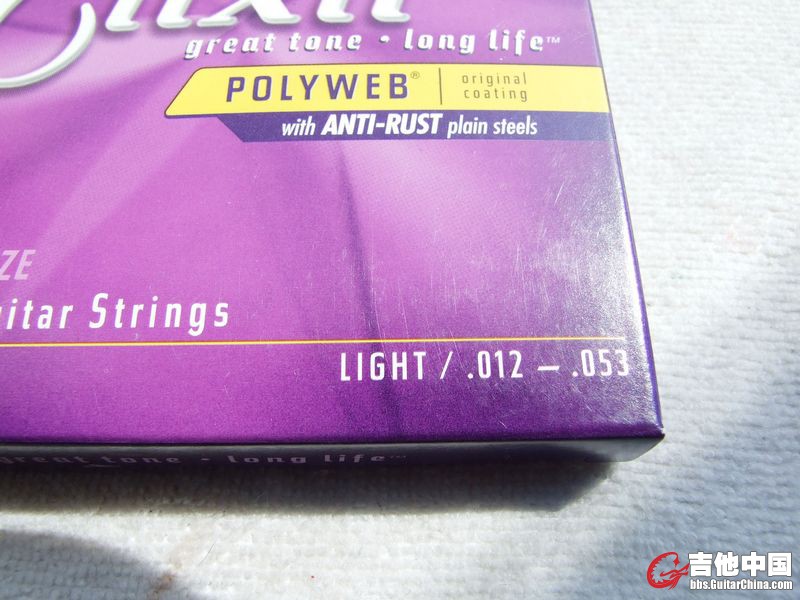 great tone • long life™
POLYWEB® original coating
with ANTI-RUST plain steels
ZE
Strings
LIGHT / .012 – .053
great tone • long life™
吉他中国
bbs.GuitarChina.com